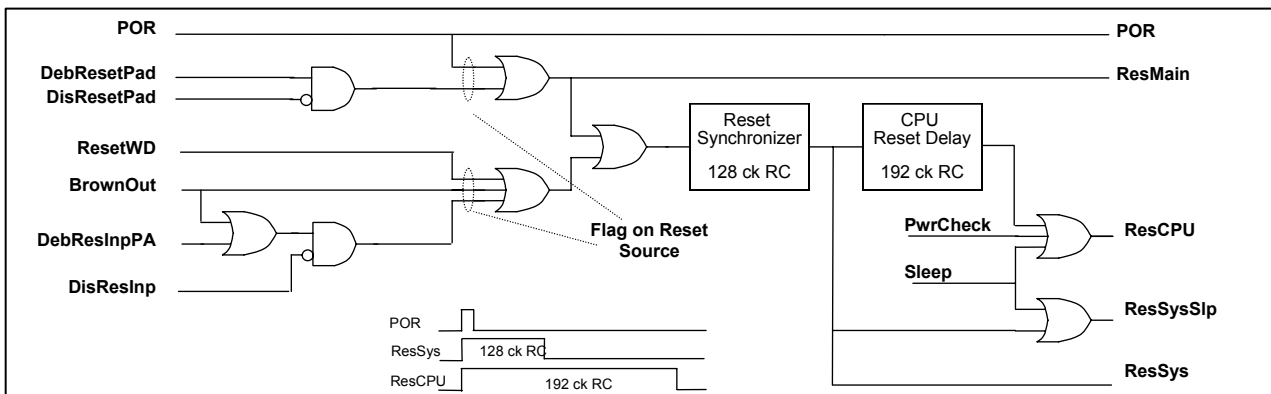 POR
POR
DebResetPad
ResMain
DisResetPad
Reset
Synchronizer
128 ck RC
CPU
Reset Delay
192 ck RC
ResetWD
BrownOut
Flag on Reset
Source
PwrCheck
ResCPU
DebResInpPA
Sleep
DisResInp
ResSysSlp
POR
ResSys
128 ck RC
ResCPU
192 ck RC
ResSys